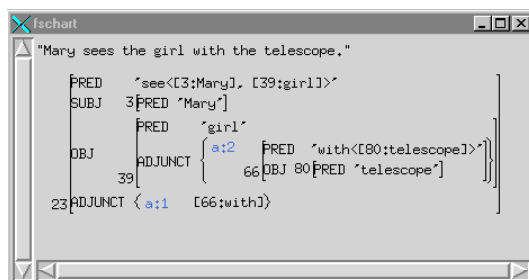 fschart
"Mary sees the girl with the telescope."
PRED "see<[3:Mary], [39:girl]>"
SUBJ 3[PRED "Mary"]
PRED "girl"
a:2 PRED "with<[80:telescope]>"
OBJ ADJUNCT
66 OBJ 80[PRED "telescope"]
39
23 ADJUNCT { a:1 [66:with]}